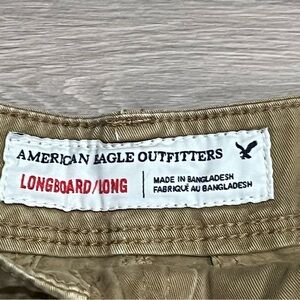 AMERICAN EAGLE OUTFITTERS
LONGBOARD/LONG
MADE IN BANGLADESH
FABRIQUÉ AU BANGLADESH